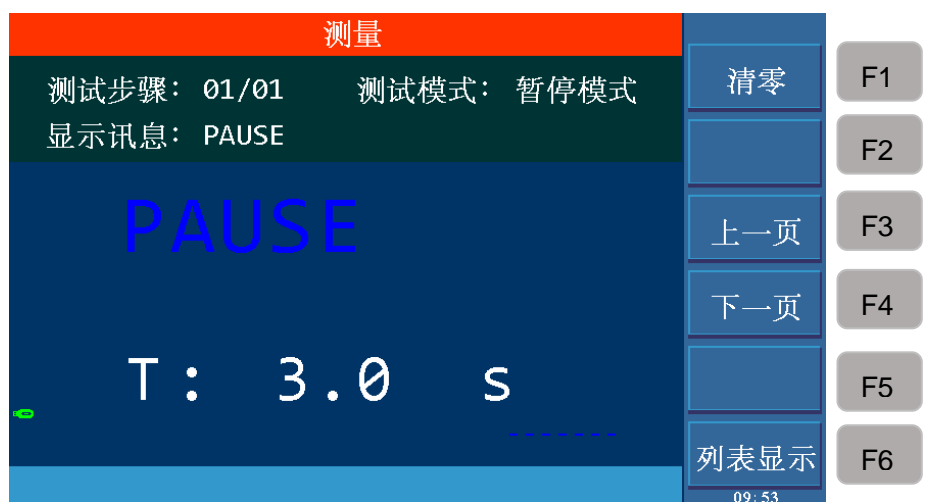 测量
测试步骤： 01/01 测试模式： 暂停模式
显示讯息： PAUSE
PAUSE
T: 3.0 s
-------
清零 F1
F2
上一页 F3
下一页 F4
F5
列表显示 F6
09:53